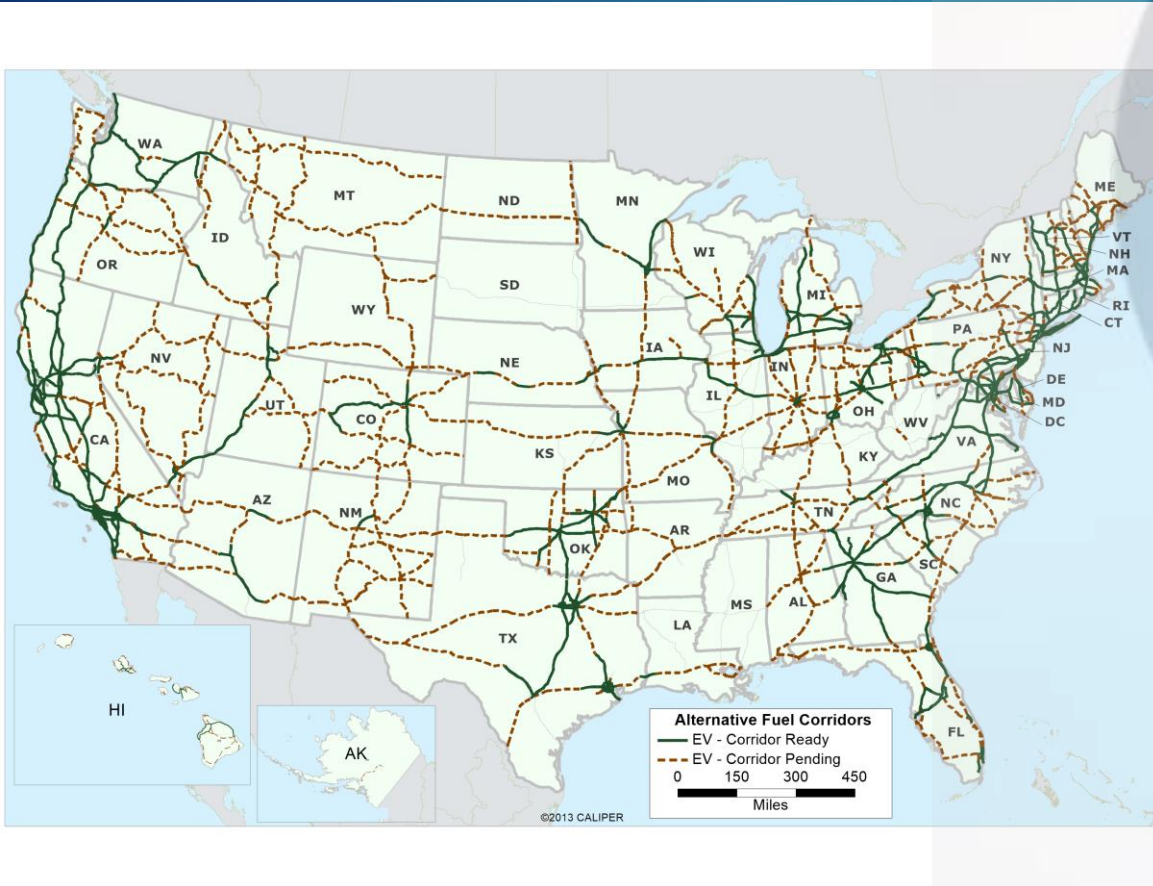 WA
MT
ND
MN
ME
VT
NH
MA
RI
CT
NY
WI
MI
ID
OR
SD
WY
PA
NJ
NV
NE
IA
IN
IL
OH
DE
MD
DC
UT
CO
WV
VA
CA
KS
MO
KY
AZ
NM
OK
AR
TN
NC
SC
GA
MS
AL
TX
LA
HI
AK
FL
Alternative Fuel Corridors
EV - Corridor Ready
EV - Corridor Pending
0 150 300 450
Miles
©2013 CALIPER